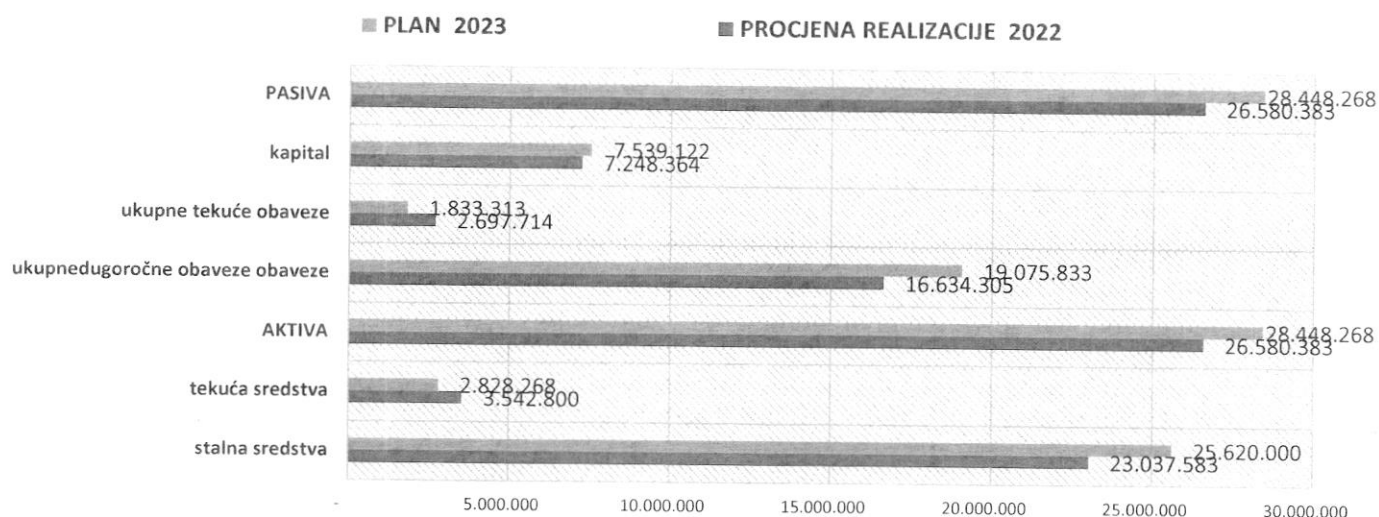 PLAN 2023 PROCJENA REALIZACIJE 2022
PASIVA 28.448.268
26.580.383
kapital 7.539.122
7.248.364
ukupne tekuće obaveze 1.833.313
2.697.714
ukupnedugoročne obaveze obaveze 19.075.833
16.634.305
AKTIVA 28.448.268
26.580.383
tekuća sredstva 2.828.268
3.542.800
stalna sredstva 25.620.000
23.037.583
- 5.000.000 10.000.000 15.000.000 20.000.000 25.000.000 30.000.000